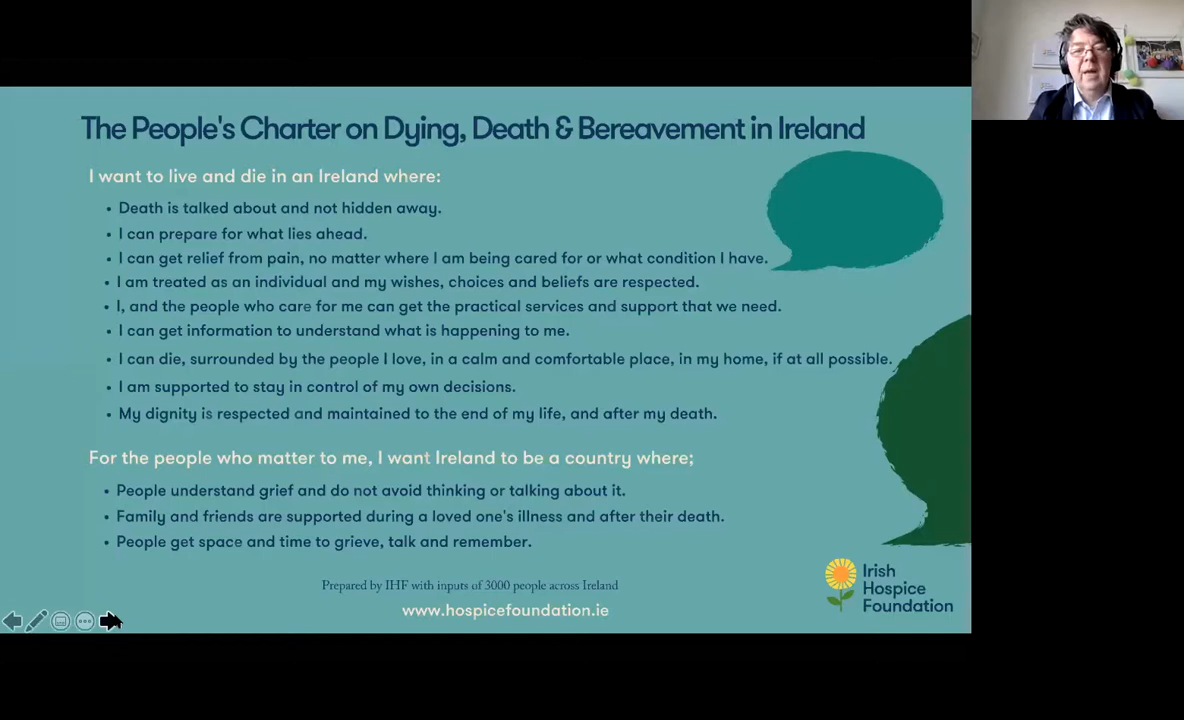 The People's Charter on Dying, Death & Bereavement in Ireland
I want to live and die in an Ireland where:
• Death is talked about and not hidden away.
• I can prepare for what lies ahead.
• I can get relief from pain, no matter where I am being cared for or what condition I have.
• I am treated as an individual and my wishes, choices and beliefs are respected.
• I, and the people who care for me can get the practical services and support that we need.
• I can get information to understand what is happening to me.
• I can die, surrounded by the people I love, in a calm and comfortable place, in my home, if at all possible.
• I am supported to stay in control of my own decisions.
• My dignity is respected and maintained to the end of my life, and after my death.
For the people who matter to me, I want Ireland to be a country where;
• People understand grief and do not avoid thinking or talking about it.
• Family and friends are supported during a loved one's illness and after their death.
• People get space and time to grieve, talk and remember.
Prepared by IHF with inputs of 3000 people across Ireland
www.hospicefoundation.ie
Irish
Hospice
Foundation